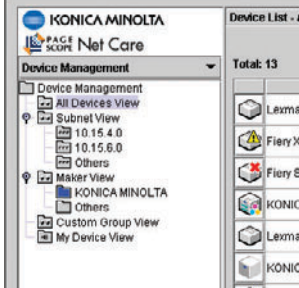 KONICA MINOLTA
PAGE SCOPE Net Care
Device Management
Device Management
All Devices View
Subnet View
10.15.4.0
10.15.6.0
Others
Maker View
KONICA MINOLTA
Others
Custom Group View
My Device View
Device List -
Total: 13
Lexma
Fiery X
Fiery S
KONIC
Lexma
KONIC